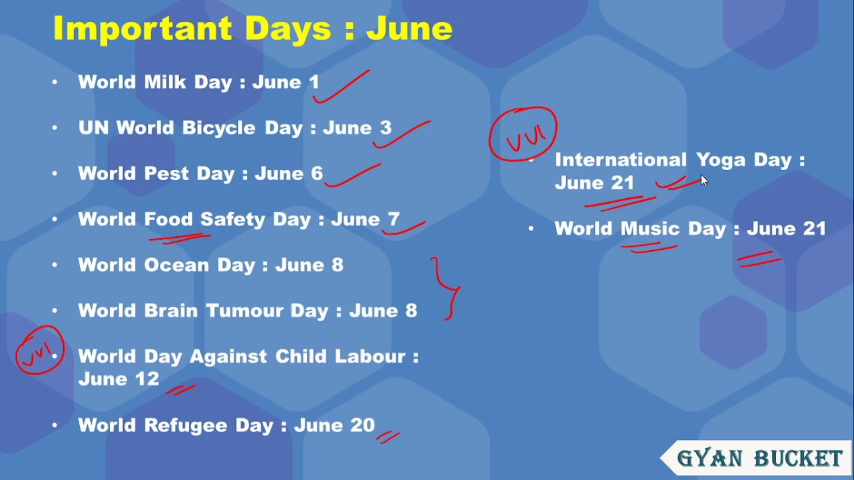 Important Days : June
• World Milk Day : June 1
• UN World Bicycle Day : June 3
• World Pest Day : June 6
• World Food Safety Day : June 7
• World Ocean Day : June 8
• World Brain Tumour Day : June 8
• World Day Against Child Labour :
June 12
• World Refugee Day : June 20
VVI
VVI
• International Yoga Day :
June 21
• World Music Day : June 21
GYAN BUCKET